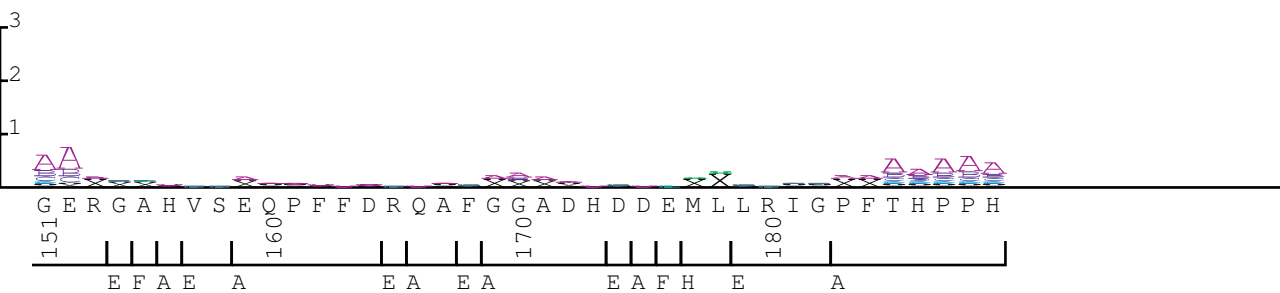 3
2
1
G E R G A H V S E Q P F F D R Q A F G G A D H D D E M L L R I G P F T H P P H
151 160 170 180
E F A E A E A E A E A F H E A